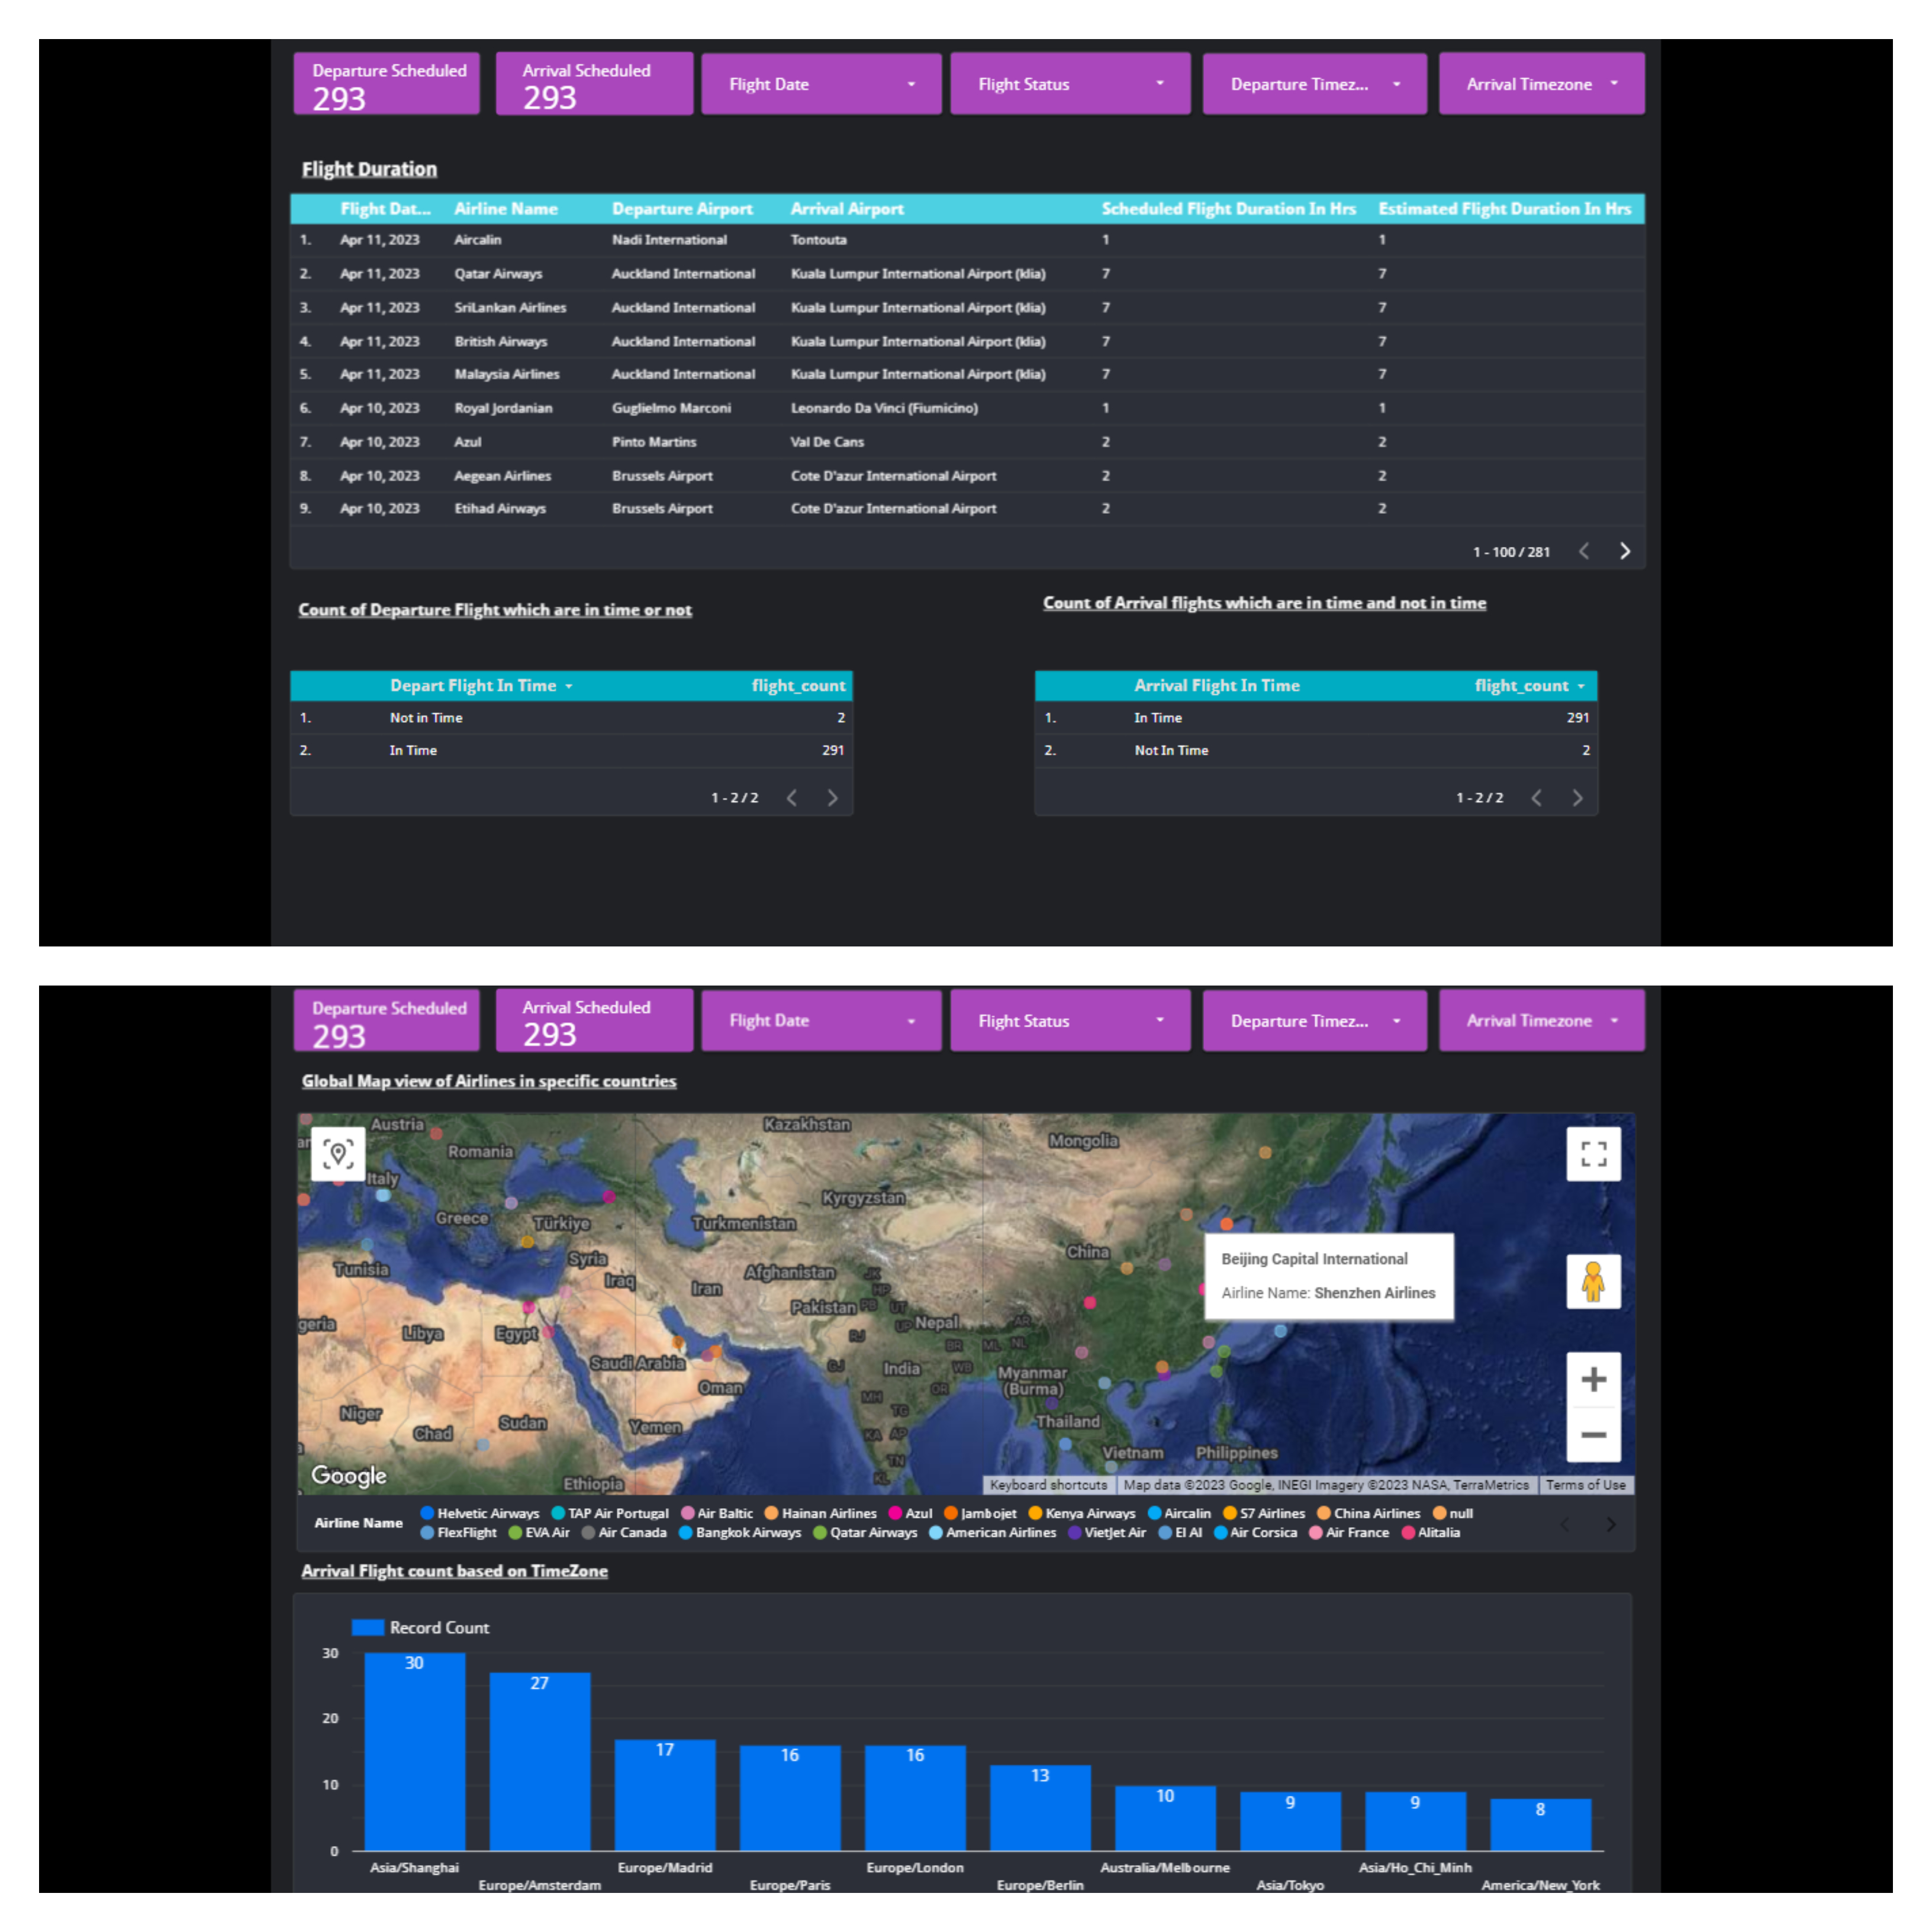 Departure Scheduled
293
Arrival Scheduled
293
Flight Date
Flight Status
Departure Timez...
Arrival Timezone
Flight Duration
Flight Dat... Airline Name Departure Airport Arrival Airport Scheduled Flight Duration In Hrs Estimated Flight Duration In Hrs
1. Apr 11, 2023 Aircalin Nadi International Tontouta 1 1
2. Apr 11, 2023 Qatar Airways Auckland International Kuala Lumpur International Airport (klia) 7 7
3. Apr 11, 2023 SriLankan Airlines Auckland International Kuala Lumpur International Airport (klia) 7 7
4. Apr 11, 2023 British Airways Auckland International Kuala Lumpur International Airport (klia) 7 7
5. Apr 11, 2023 Malaysia Airlines Auckland International Kuala Lumpur International Airport (klia) 7 7
6. Apr 10, 2023 Royal Jordanian Guglielmo Marconi Leonardo Da Vinci (Fiumicino) 1 1
7. Apr 10, 2023 Azul Pinto Martins Val De Cans 2 2
8. Apr 10, 2023 Aegean Airlines Brussels Airport Cote D'azur International Airport 2 2
9. Apr 10, 2023 Etihad Airways Brussels Airport Cote D'azur International Airport 2 2
1 - 100 / 281
Count of Departure Flight which are in time or not
Depart Flight In Time flight_count
1. Not in Time 2
2. In Time 291
1 - 2 / 2
Count of Arrival flights which are in time and not in time
Arrival Flight In Time flight_count
1. In Time 291
2. Not In Time 2
1 - 2 / 2
Departure Scheduled
293
Arrival Scheduled
293
Flight Date
Flight Status
Departure Timez...
Arrival Timezone
Global Map view of Airlines in specific countries
Austria
Kazakhstan
Mongolia
Romania
Italy
Kyrgyzstan
Greece
Türkiye
Turkmenistan
China
Syria
Tunisia
Afghanistan
Iraq
Iran
Beijing Capital International
Airline Name: Shenzhen Airlines
Pakistan
PB
UT
HP
geria
Libya
Egypt
UP
Nepal
AR
RJ
BR
ML
NL
Saudi Arabia
GJ
India
WB
Myanmar
(Burma)
Oman
MH
OR
TG
Niger
Chad
Sudan
Yemen
KA
AP
Thailand
TN
KL
Vietnam
Philippines
Ethiopia
Google
Keyboard shortcuts
Map data ©2023 Google, INEGI Imagery ©2023 NASA, TerraMetrics
Terms of Use
Airline Name
Helvetic Airways TAP Air Portugal Air Baltic Hainan Airlines Azul Jambojet Kenya Airways Aircalin S7 Airlines China Airlines null
FlexFlight EVA Air Air Canada Bangkok Airways Qatar Airways American Airlines VietJet Air El Al Air Corsica Air France Alitalia
Arrival Flight count based on TimeZone
Record Count
30
20
10
0
30
27
17
16
16
13
10
9
9
8
Asia/Shanghai
Europe/Amsterdam
Europe/Madrid
Europe/Paris
Europe/London
Europe/Berlin
Australia/Melbourne
Asia/Tokyo
Asia/Ho_Chi_Minh
America/New_York